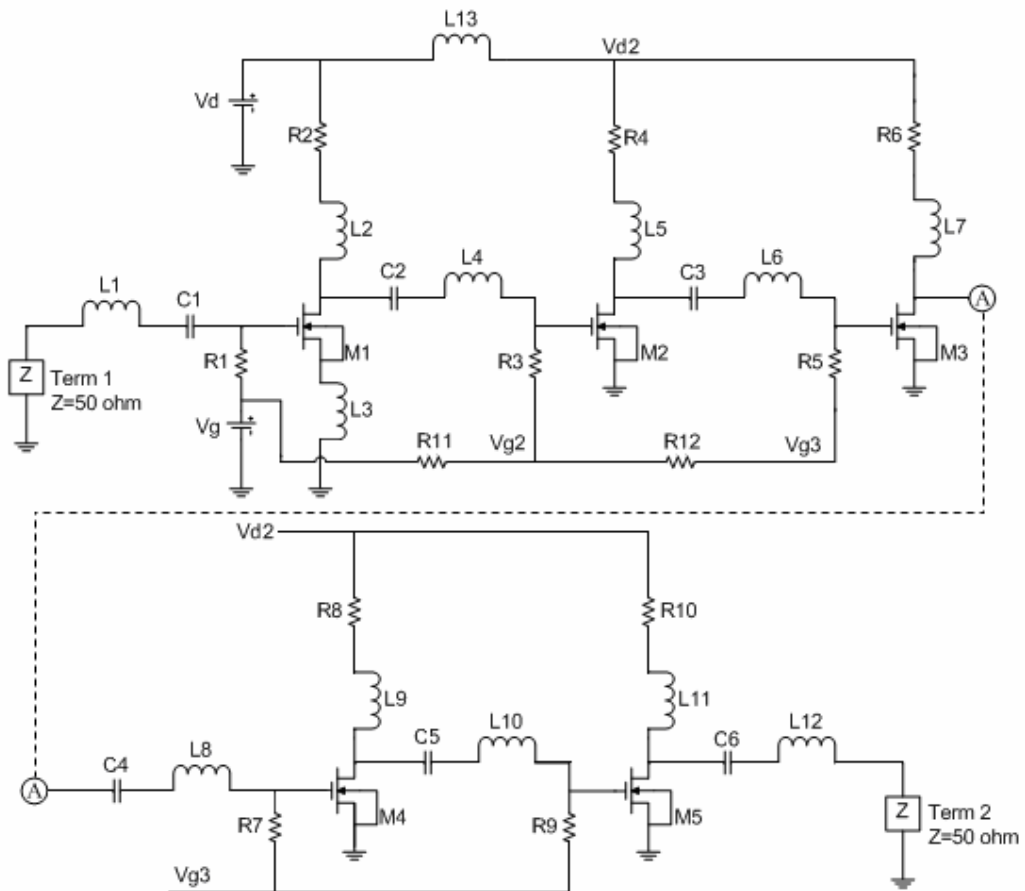 L13
Vd2
Vd
R2
R4
R6
L2
L5
L7
L1
C1
C2
L4
C3
L6
A
M1
M2
M3
R1
R3
R5
Z
Term 1
Z=50 ohm
L3
Vg
R11
Vg2
R12
Vg3
Vd2
R8
R10
L9
L11
A
C4
L8
C5
L10
C6
L12
M4
M5
R7
R9
Z
Term 2
Z=50 ohm
Vg3